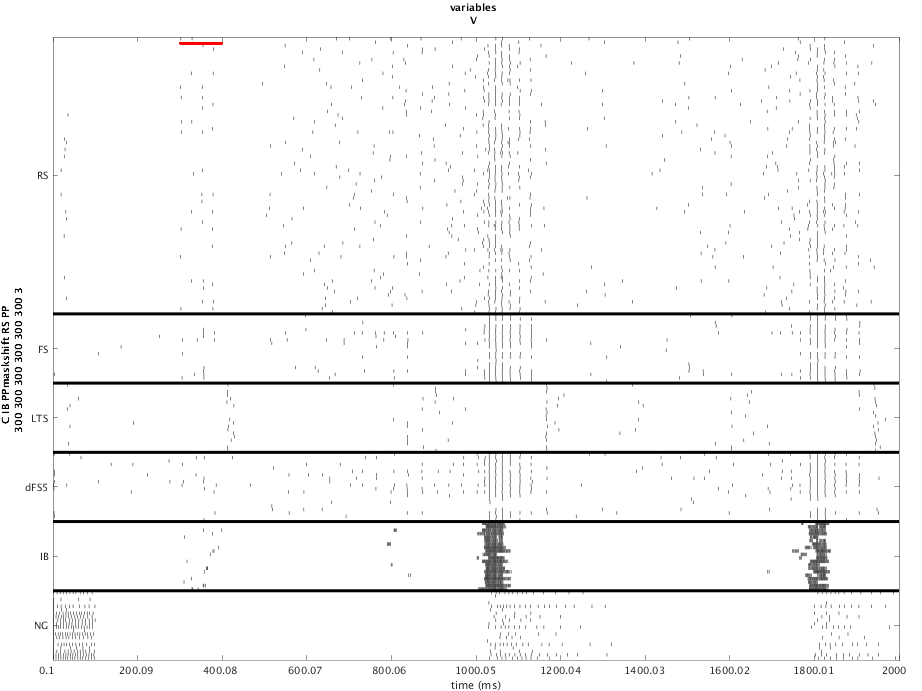 variables
V
C IB PPmaskshift RS PP
300 300 300 300 300 300 3
RS
FS
LTS
dFS5
IB
NG
0.1 200.09 400.08 600.07 800.06 1000.05 1200.04 1400.03 1600.02 1800.01 2000
time (ms)